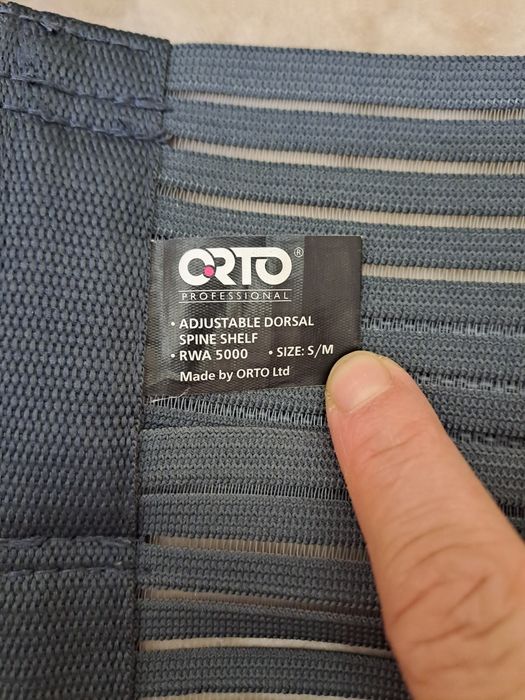 ORTO®
PROFESSIONAL
• ADJUSTABLE DORSAL
SPINE SHELF
• RWA 5000 • SIZE: S/M
Made by ORTO Ltd